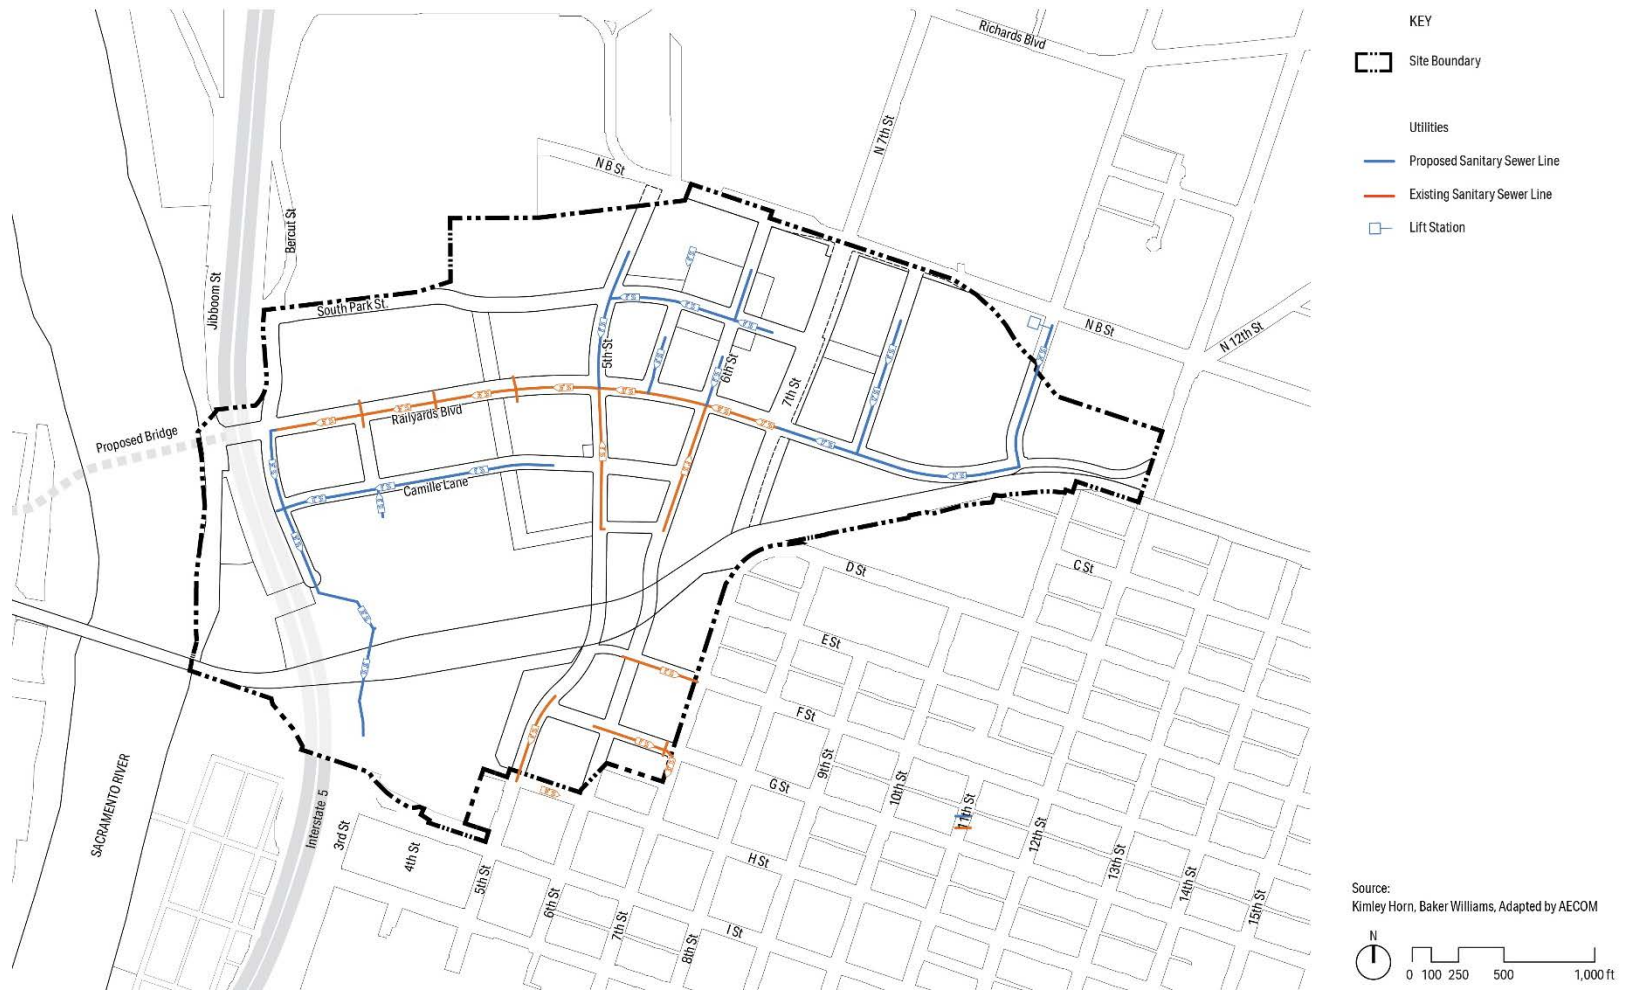 KEY
Site Boundary
Utilities
Proposed Sanitary Sewer Line
Existing Sanitary Sewer Line
Lift Station
Richards Blvd
N 7th St
N B St
Bercut St
Jibboom St
South Park St.
5th St
6th St
7th St
N B St
N 12th St
Railyards Blvd
Proposed Bridge
Camille Lane
D St
C St
E St
F St
9th St
G St
10th St
11th St
12th St
SACRAMENTO RIVER
Interstate 5
3rd St
4th St
5th St
H St
13th St
14th St
15th St
6th St
7th St
8th St
I St
Source:
Kimley Horn, Baker Williams, Adapted by AECOM
N
0 100 250 500 1,000 ft